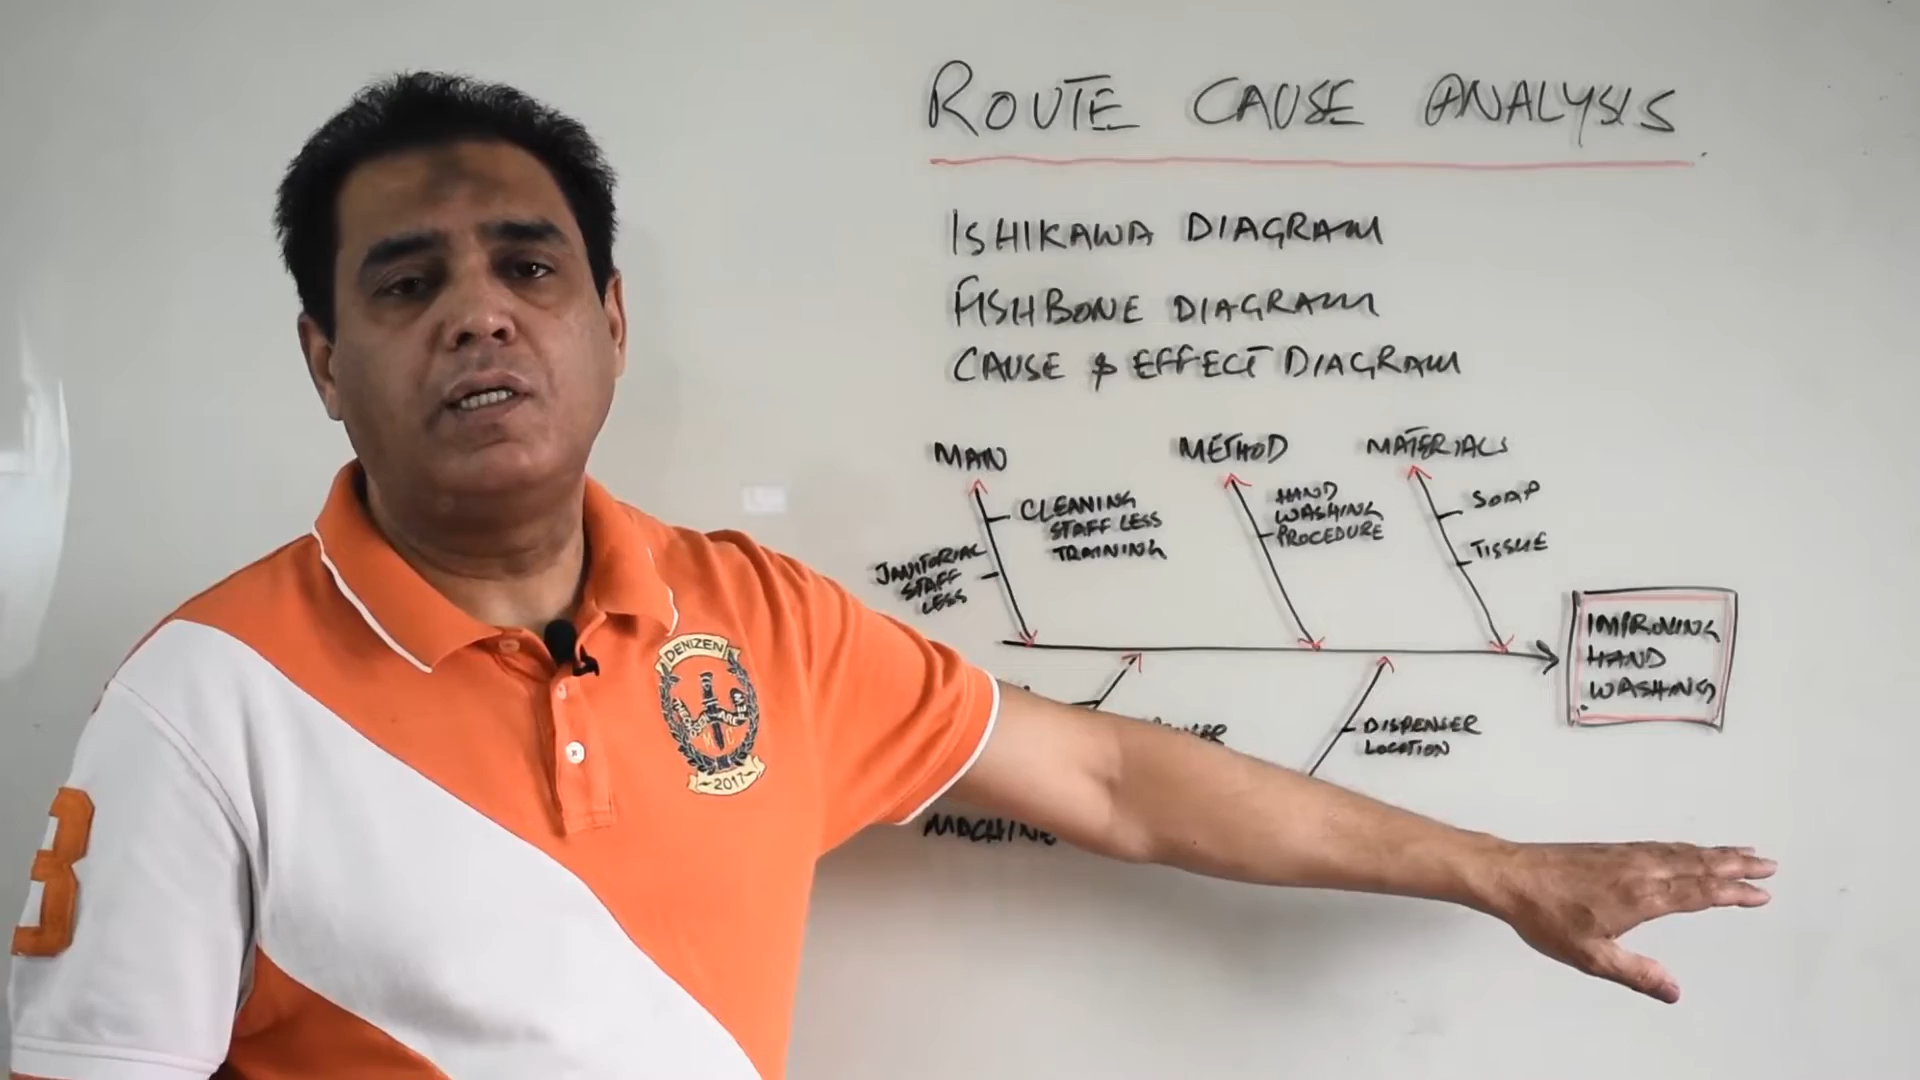 ROUTE CAUSE ANALYSIS
ISHIKAWA DIAGRAM
FISHBONE DIAGRAM
CAUSE & EFFECT DIAGRAM
MAN
METHOD
MATERIALS
CLEANING
STAFF LESS
TRAINING
JANITORIAL
STAFF
LESS
HAND
WASHING
PROCEDURE
SOAP
TISSUE
IMPROVING
HAND
WASHING
DISPENSER
LOCATION
MACHINE
DENIZEN
M C
2017
3